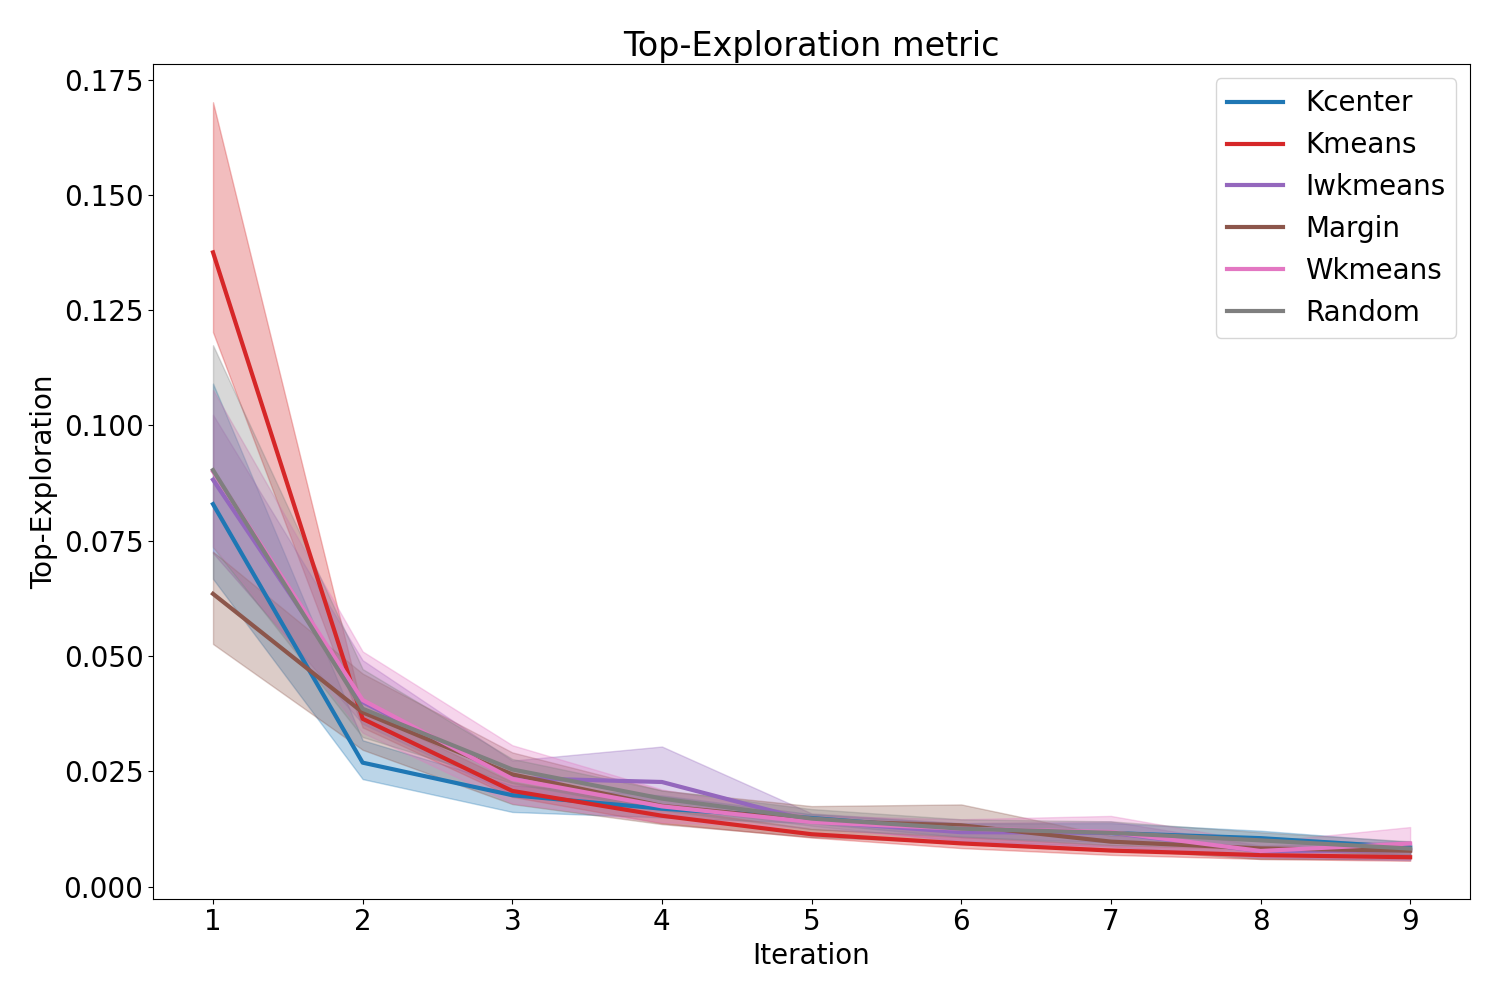 Top-Exploration metric
Top-Exploration
0.175
0.150
0.125
0.100
0.075
0.050
0.025
0.000
Kcenter
Kmeans
Iwkmeans
Margin
Wkmeans
Random
1 2 3 4 5 6 7 8 9
Iteration